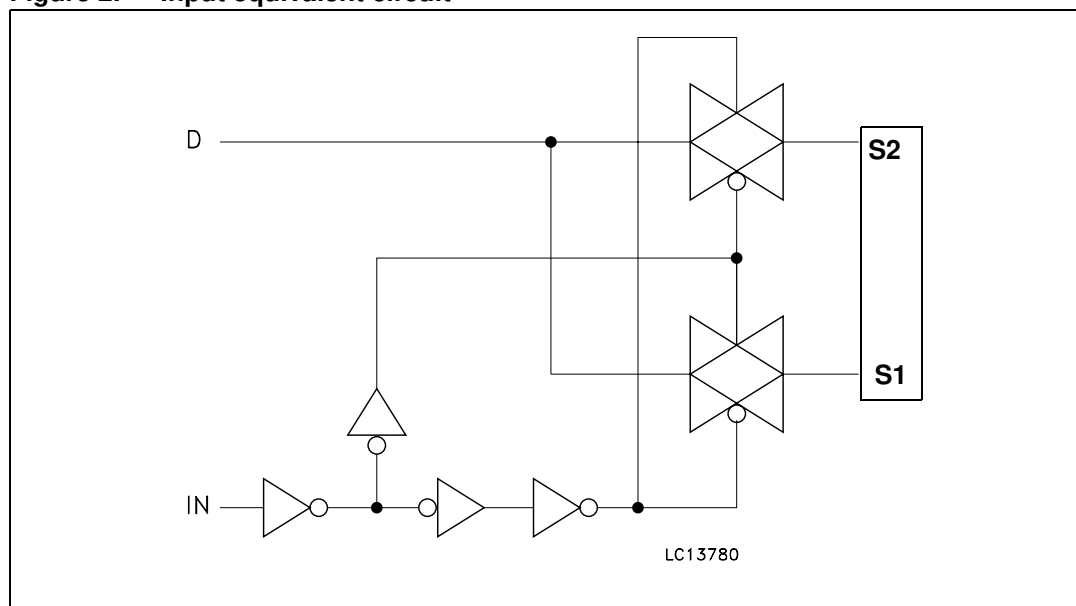 Figure 2. Input equivalent circuit
D
S2
S1
IN
LC13780